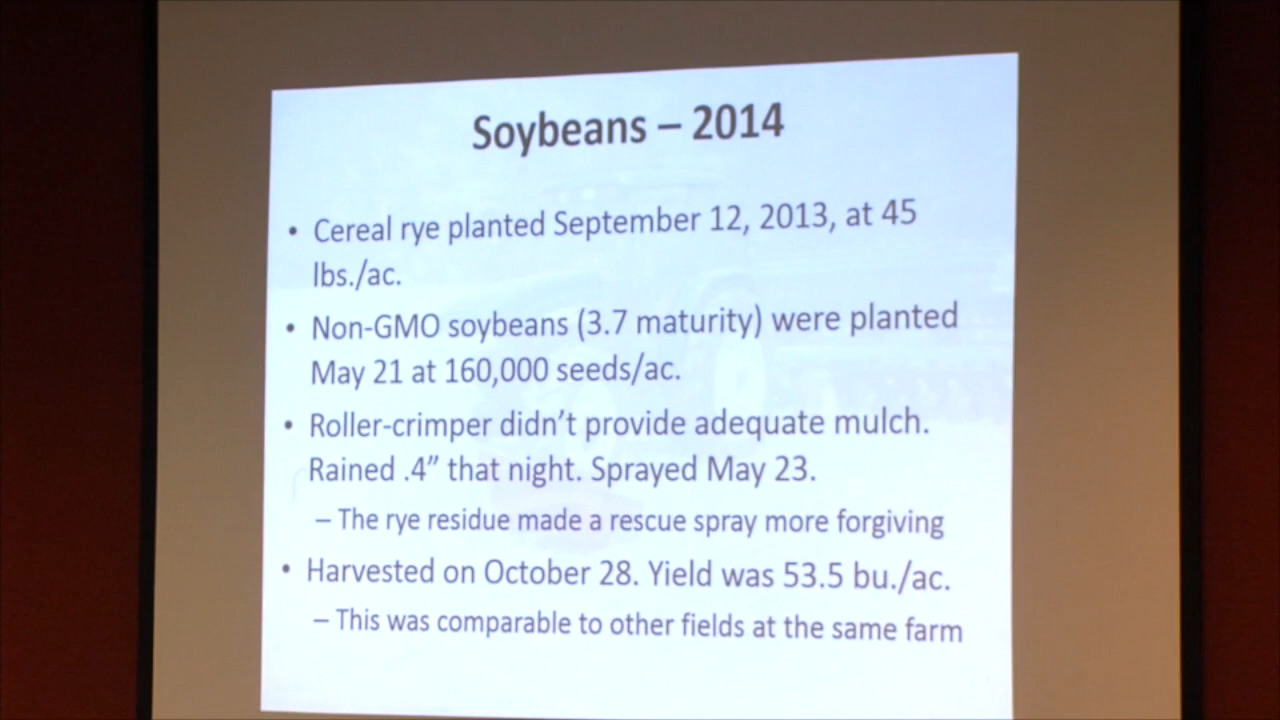 Soybeans – 2014
• Cereal rye planted September 12, 2013, at 45
lbs./ac.
• Non-GMO soybeans (3.7 maturity) were planted
May 21 at 160,000 seeds/ac.
• Roller-crimper didn’t provide adequate mulch.
Rained .4” that night. Sprayed May 23.
– The rye residue made a rescue spray more forgiving
• Harvested on October 28. Yield was 53.5 bu./ac.
– This was comparable to other fields at the same farm